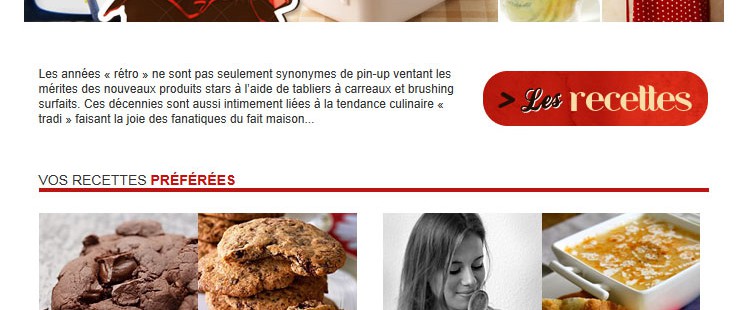 Les années « rétro » ne sont pas seulement synonymes de pin-up ventant les
mérites des nouveaux produits stars à l’aide de tabliers à carreaux et brushing
surfaits. Ces décennies sont aussi intimement liées à la tendance culinaire «
tradi » faisant la joie des fanatiques du fait maison...
> Les recettes
VOS RECETTES PRÉFÉRÉES